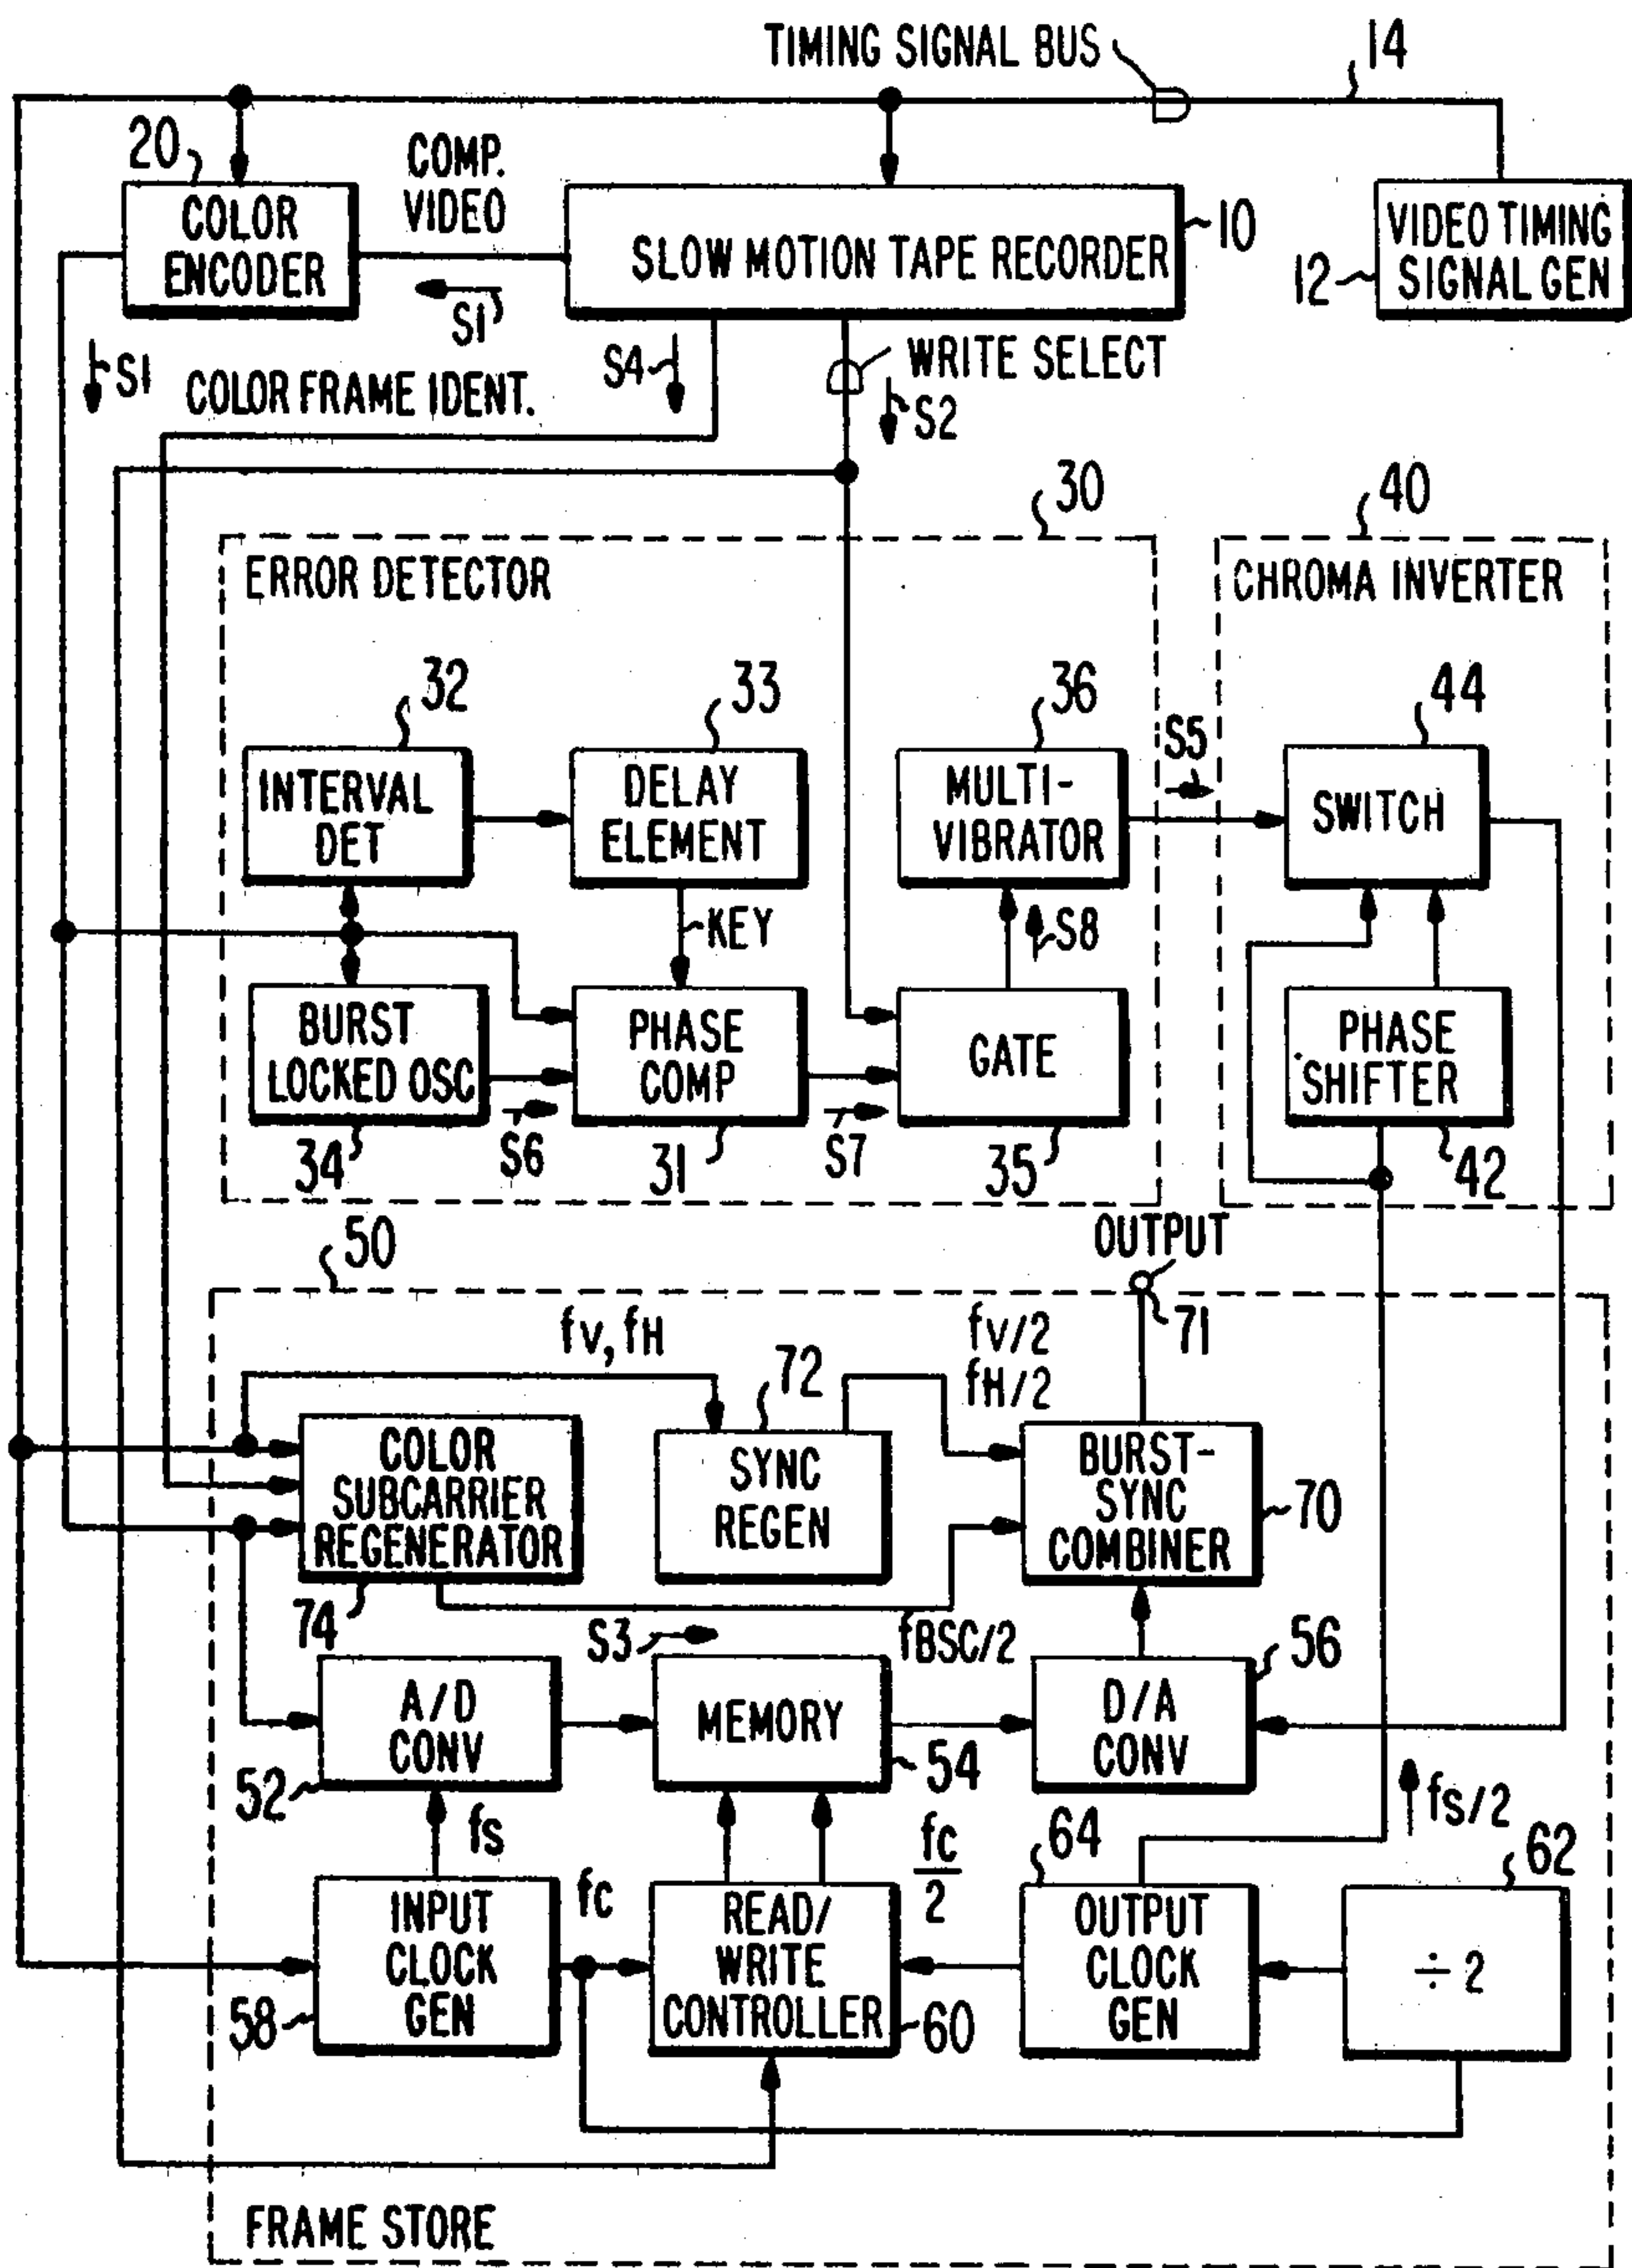 TIMING SIGNAL BUS
14
20
COMP.
VIDEO
COLOR
ENCODER
SLOW MOTION TAPE RECORDER
10
VIDEO TIMING
SIGNAL GEN
12
S1
S1
S4
WRITE SELECT
S2
COLOR FRAME IDENT.
30
40
ERROR DETECTOR
CHROMA INVERTER
32
33
36
44
S5
INTERVAL
DET
DELAY
ELEMENT
MULTI-
VIBRATOR
SWITCH
KEY
S8
BURST
LOCKED OSC
PHASE
COMP
GATE
PHASE
SHIFTER
34
S6
31
S7
35
42
50
OUTPUT
71
fV, fH
72
fV/2
fH/2
COLOR
SUBCARRIER
REGENERATOR
SYNC
REGEN
BURST-
SYNC
COMBINER
70
74
S3
fBSC/2
56
A/D
CONV
MEMORY
D/A
CONV
52
54
fS
fS/2
64
62
fC
fC
2
INPUT
CLOCK
GEN
READ/
WRITE
CONTROLLER
OUTPUT
CLOCK
GEN
÷ 2
58
60
FRAME STORE